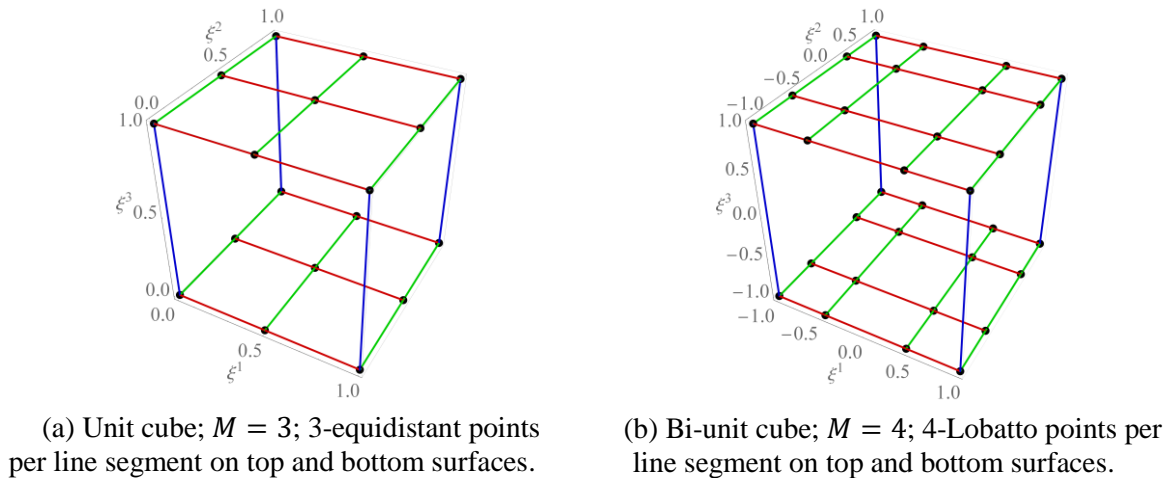 1.0
ξ²
0.5
0.0
1.0
ξ³
0.5
0.0
0.0
0.5
ξ¹
1.0
1.0
ξ²
0.5
0.0
−0.5
−1.0
1.0
0.5
ξ³
0.0
−0.5
−1.0
−1.0
−0.5
0.0
ξ¹
0.5
1.0
(a) Unit cube; 𝑀 = 3; 3-equidistant points
per line segment on top and bottom surfaces.
(b) Bi-unit cube; 𝑀 = 4; 4-Lobatto points per
line segment on top and bottom surfaces.